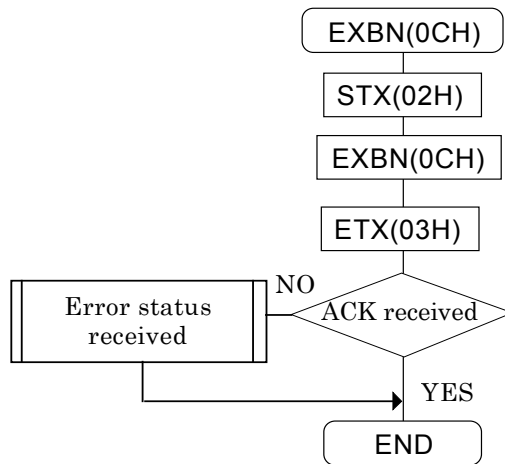 EXBN(0CH)
STX(02H)
EXBN(0CH)
ETX(03H)
NO
Error status
received
ACK received
YES
END